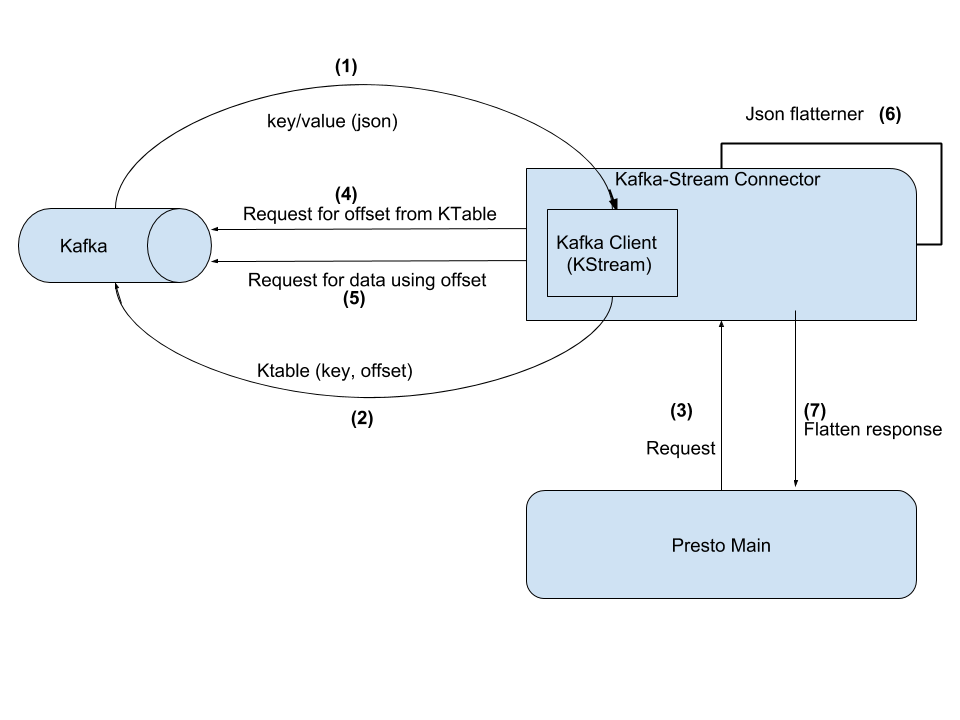 (1)
key/value (json)
Json flatterner (6)
Kafka-Stream Connector
(4)
Request for offset from KTable
Kafka
Kafka Client
(KStream)
Request for data using offset
(5)
Ktable (key, offset)
(2)
(3)
Request
(7)
Flatten response
Presto Main